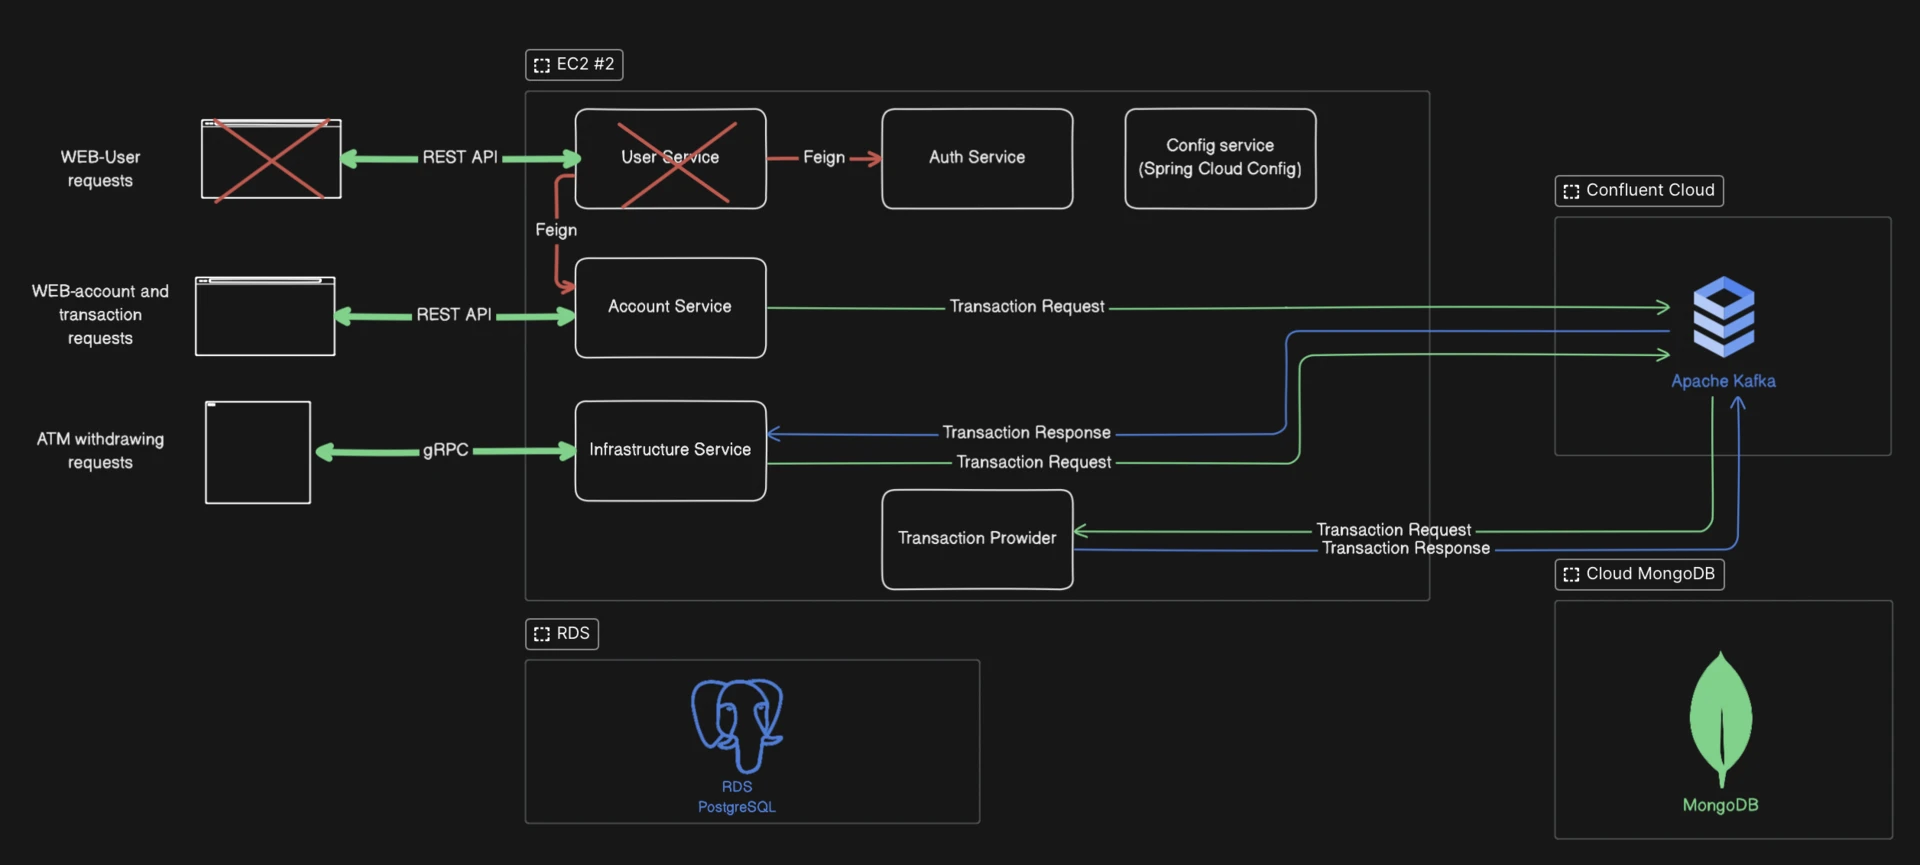 EC2 #2
WEB-User
requests
REST API
User Service
Feign
Auth Service
Config service
(Spring Cloud Config)
Confluent Cloud
Feign
WEB-account and
transaction
requests
REST API
Account Service
Transaction Request
Apache Kafka
ATM withdrawing
requests
gRPC
Infrastructure Service
Transaction Response
Transaction Request
Transaction Provider
Transaction Request
Transaction Response
Cloud MongoDB
RDS
RDS
PostgreSQL
MongoDB